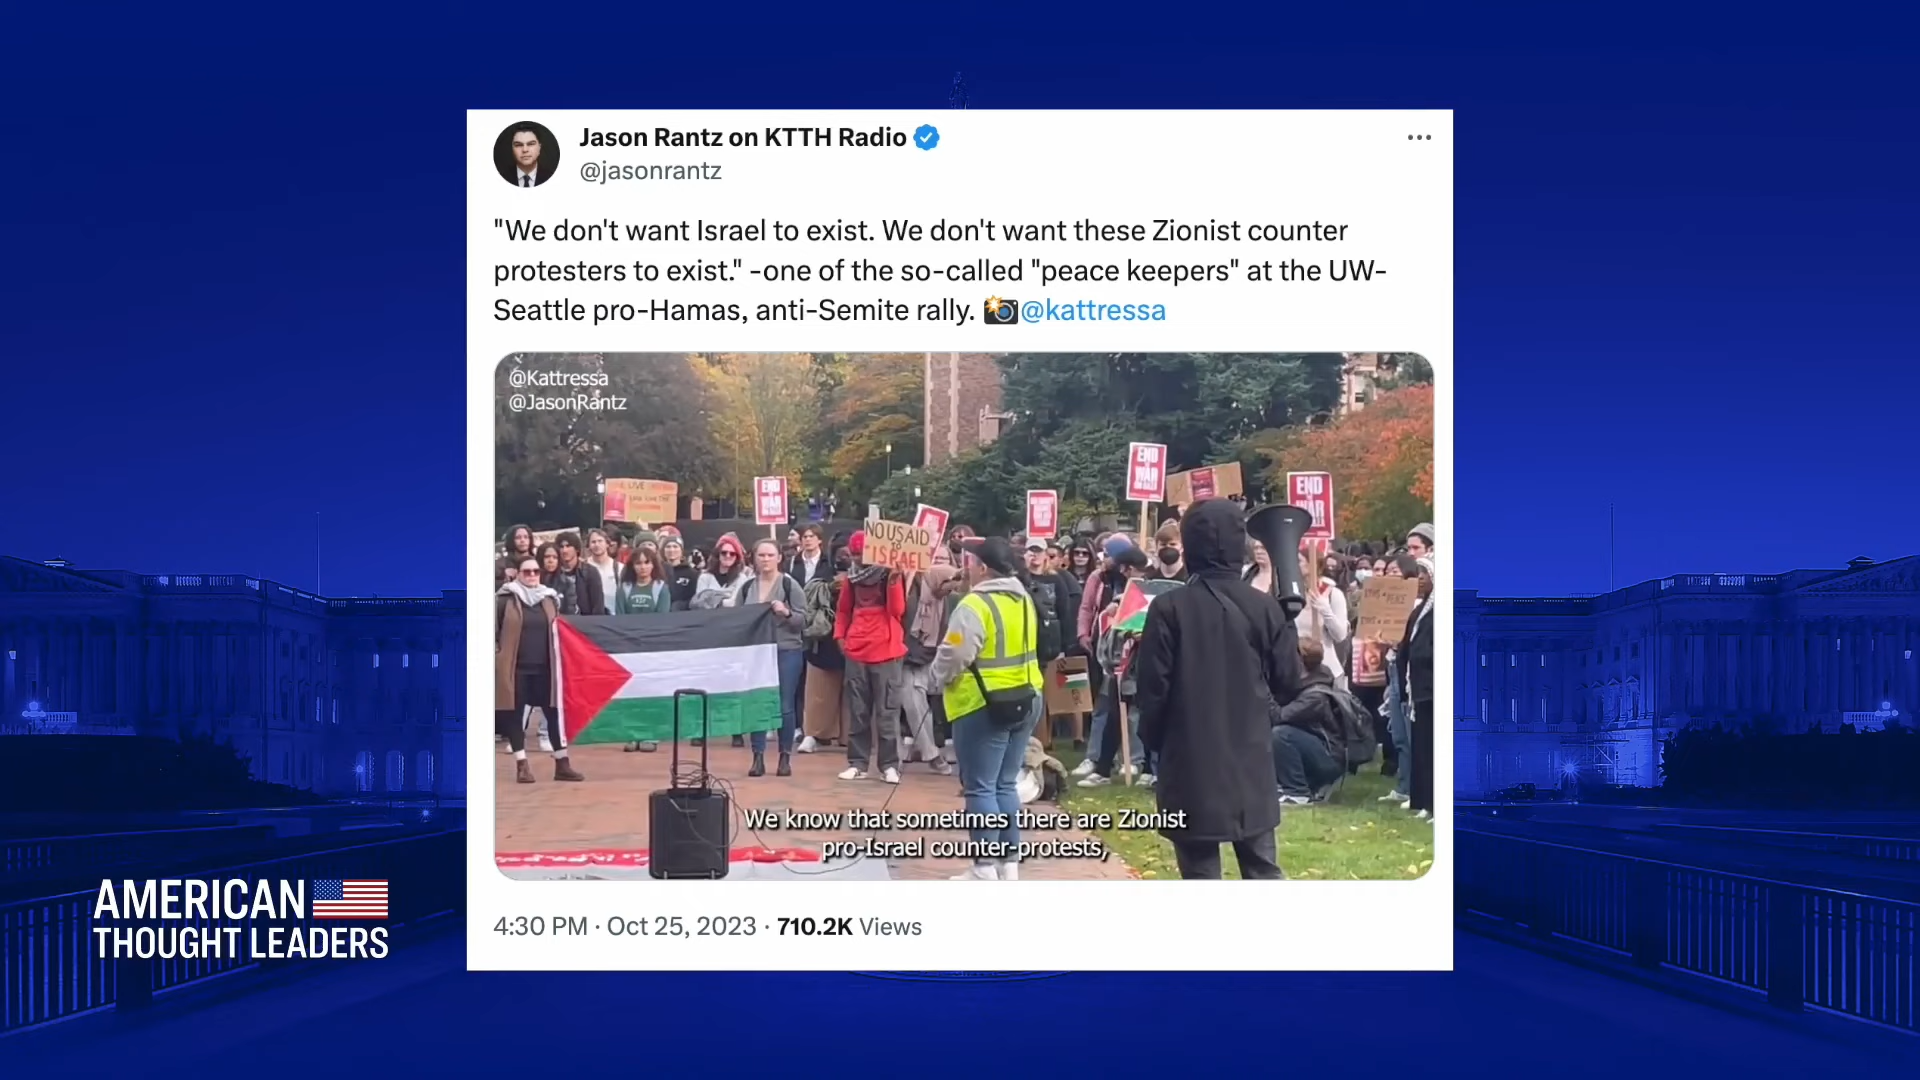 Jason Rantz on KTTH Radio
@jasonrantz
"We don't want Israel to exist. We don't want these Zionist counter
protesters to exist." -one of the so-called "peace keepers" at the UW-
Seattle pro-Hamas, anti-Semite rally. @kattressa
@Kattressa
@JasonRantz
END
WAR
END
WAR
END
WAR
NO US AID
TO
ISRAEL
We know that sometimes there are Zionist
pro-Israel counter-protests,
4:30 PM · Oct 25, 2023 · 710.2K Views
AMERICAN
THOUGHT LEADERS